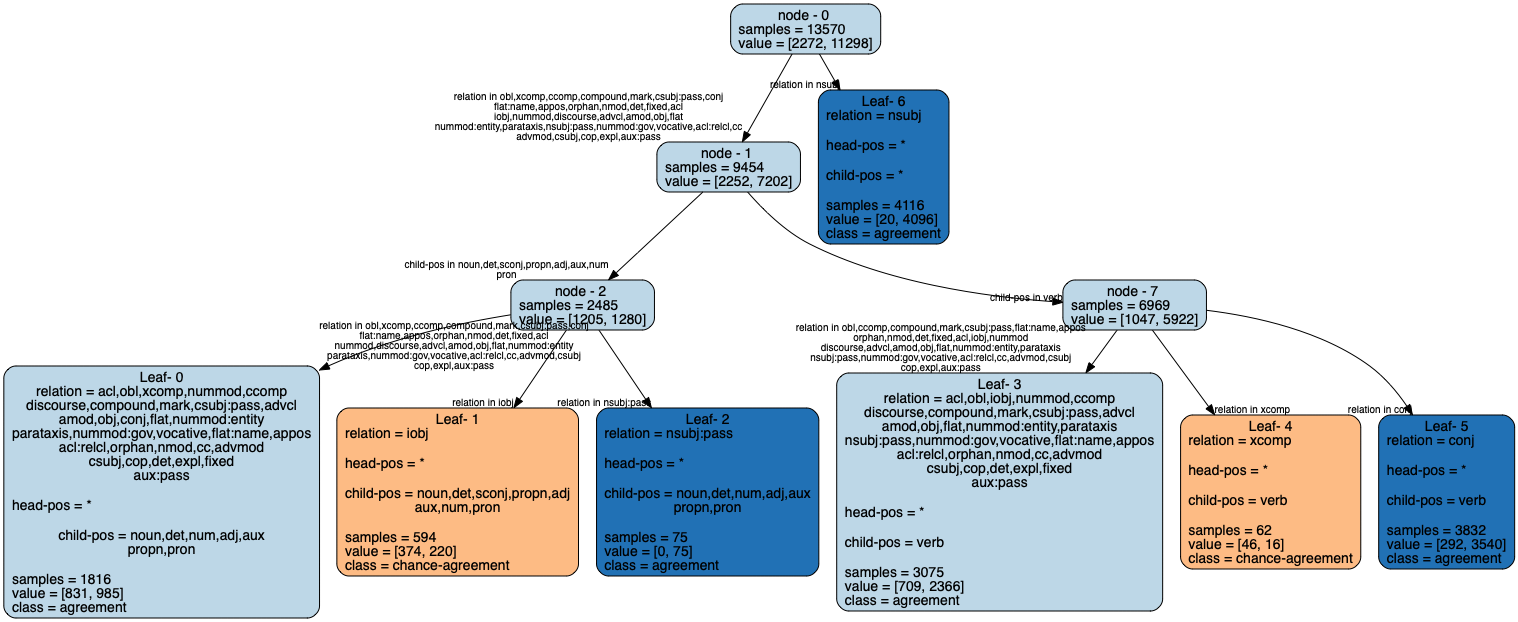 node - 0
samples = 13570
value = [2272, 11298]
relation in obl,xcomp,ccomp,compound,mark,csubj:pass,conj
flat:name,appos,orphan,nmod,det,fixed,acl
iobj,nummod,discourse,advcl,amod,obj,flat
nummod:entity,parataxis,nsubj:pass,nummod:gov,vocative,acl:relcl,cc
advmod,csubj,cop,expl,aux:pass
relation in nsubj
Leaf- 6
relation = nsubj
head-pos = *
child-pos = *
samples = 4116
value = [20, 4096]
class = agreement
node - 1
samples = 9454
value = [2252, 7202]
child-pos in noun,det,sconj,propn,adj,aux,num
pron
child-pos in verb
node - 2
samples = 2485
value = [1205, 1280]
node - 7
samples = 6969
value = [1047, 5922]
relation in obl,xcomp,ccomp,compound,mark,csubj:pass,conj
flat:name,appos,orphan,nmod,det,fixed,acl
nummod,discourse,advcl,amod,obj,flat,nummod:entity
parataxis,nummod:gov,vocative,acl:relcl,cc,advmod,csubj
cop,expl,aux:pass
relation in iobj
relation in nsubj:pass
relation in obl,ccomp,compound,mark,csubj:pass,flat:name,appos
orphan,nmod,det,fixed,acl,iobj,nummod
discourse,advcl,amod,obj,flat,nummod:entity,parataxis
nsubj:pass,nummod:gov,vocative,acl:relcl,cc,advmod,csubj
cop,expl,aux:pass
relation in xcomp
relation in conj
Leaf- 0
relation = acl,obl,xcomp,nummod,ccomp
discourse,compound,mark,csubj:pass,advcl
amod,obj,conj,flat,nummod:entity
parataxis,nummod:gov,vocative,flat:name,appos
acl:relcl,orphan,nmod,cc,advmod
csubj,cop,det,expl,fixed
aux:pass
head-pos = *
child-pos = noun,det,num,adj,aux
propn,pron
samples = 1816
value = [831, 985]
class = agreement
Leaf- 1
relation = iobj
head-pos = *
child-pos = noun,det,sconj,propn,adj
aux,num,pron
samples = 594
value = [374, 220]
class = chance-agreement
Leaf- 2
relation = nsubj:pass
head-pos = *
child-pos = noun,det,num,adj,aux
propn,pron
samples = 75
value = [0, 75]
class = agreement
Leaf- 3
relation = acl,obl,iobj,nummod,ccomp
discourse,compound,mark,csubj:pass,advcl
amod,obj,flat,nummod:entity,parataxis
nsubj:pass,nummod:gov,vocative,flat:name,appos
acl:relcl,orphan,nmod,cc,advmod
csubj,cop,det,expl,fixed
aux:pass
head-pos = *
child-pos = verb
samples = 3075
value = [709, 2366]
class = agreement
Leaf- 4
relation = xcomp
head-pos = *
child-pos = verb
samples = 62
value = [46, 16]
class = chance-agreement
Leaf- 5
relation = conj
head-pos = *
child-pos = verb
samples = 3832
value = [292, 3540]
class = agreement